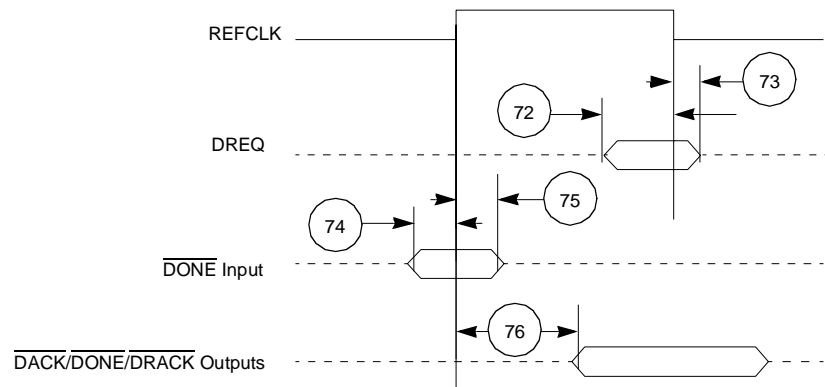 REFCLK
73
72
DREQ
74
75
DONE Input
76
DACK/DONE/DRACK Outputs